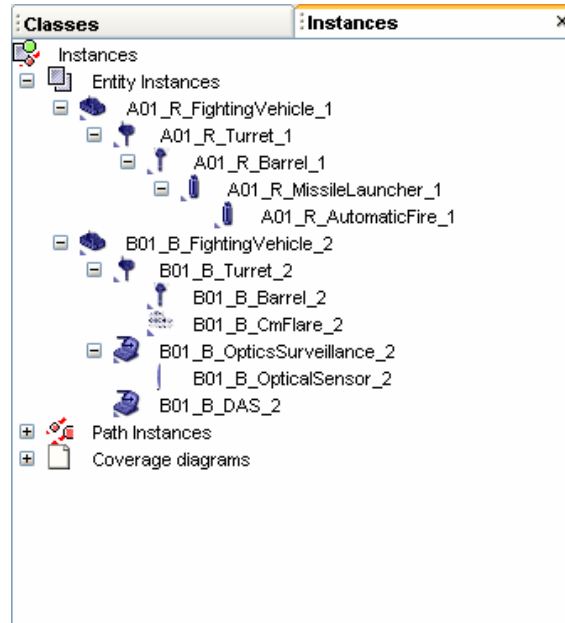 Classes Instances ×
Instances
Entity Instances
A01_R_FightingVehicle_1
A01_R_Turret_1
A01_R_Barrel_1
A01_R_MissileLauncher_1
A01_R_AutomaticFire_1
B01_B_FightingVehicle_2
B01_B_Turret_2
B01_B_Barrel_2
B01_B_CmFlare_2
B01_B_OpticsSurveillance_2
B01_B_OpticalSensor_2
B01_B_DAS_2
Path Instances
Coverage diagrams